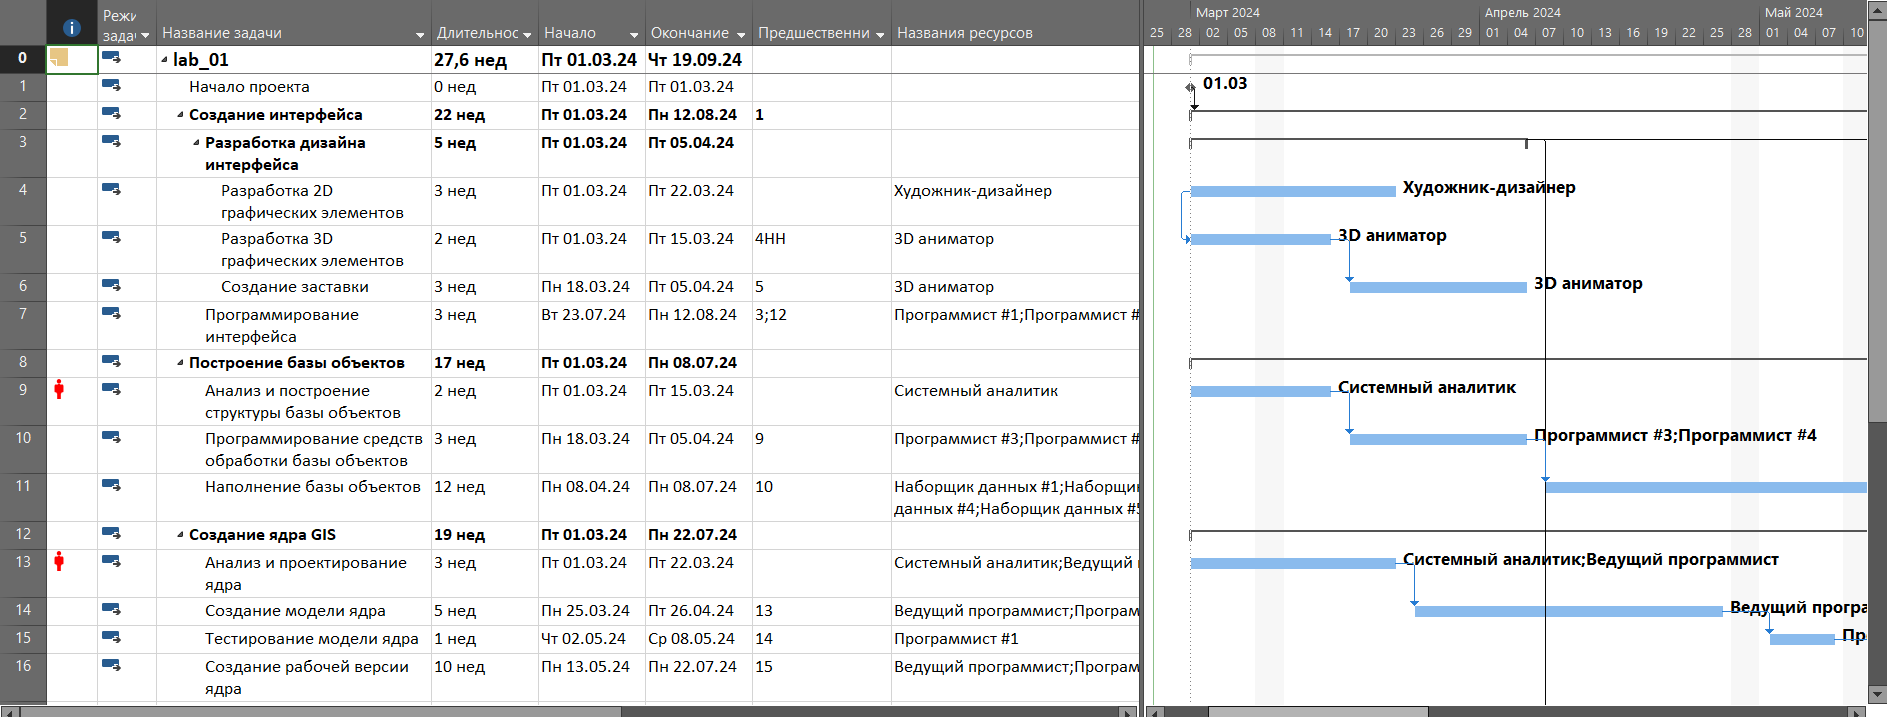 Март 2024 Апрель 2024 Май 2024
Режи
задач Название задачи Длительнос Начало Окончание Предшественни Названия ресурсов 25 28 02 05 08 11 14 17 20 23 26 29 01 04 07 10 13 16 19 22 25 28 01 04 07 10
0 lab_01 27,6 нед Пт 01.03.24 Чт 19.09.24
1 Начало проекта 0 нед Пт 01.03.24 Пт 01.03.24 01.03
2 Создание интерфейса 22 нед Пт 01.03.24 Пн 12.08.24 1
3 Разработка дизайна 5 нед Пт 01.03.24 Пт 05.04.24
интерфейса
4 Разработка 2D 3 нед Пт 01.03.24 Пт 22.03.24 Художник-дизайнер Художник-дизайнер
графических элементов
5 Разработка 3D 2 нед Пт 01.03.24 Пт 15.03.24 4НН 3D аниматор 3D аниматор
графических элементов
6 Создание заставки 3 нед Пн 18.03.24 Пт 05.04.24 5 3D аниматор 3D аниматор
7 Программирование 3 нед Вт 23.07.24 Пн 12.08.24 3;12 Программист #1;Программист #
интерфейса
8 Построение базы объектов 17 нед Пт 01.03.24 Пн 08.07.24
9 Анализ и построение 2 нед Пт 01.03.24 Пт 15.03.24 Системный аналитик Системный аналитик
структуры базы объектов
10 Программирование средств 3 нед Пн 18.03.24 Пт 05.04.24 9 Программист #3;Программист # Программист #3;Программист #4
обработки базы объектов
11 Наполнение базы объектов 12 нед Пн 08.04.24 Пн 08.07.24 10 Наборщик данных #1;Наборщик
данных #4;Наборщик данных #5
12 Создание ядра GIS 19 нед Пт 01.03.24 Пн 22.07.24
13 Анализ и проектирование 3 нед Пт 01.03.24 Пт 22.03.24 Системный аналитик;Ведущий Системный аналитик;Ведущий программист
ядра
14 Создание модели ядра 5 нед Пн 25.03.24 Пт 26.04.24 13 Ведущий программист;Програм Ведущий програ
15 Тестирование модели ядра 1 нед Чт 02.05.24 Ср 08.05.24 14 Программист #1 Пр
16 Создание рабочей версии 10 нед Пн 13.05.24 Пн 22.07.24 15 Ведущий программист;Програм
ядра